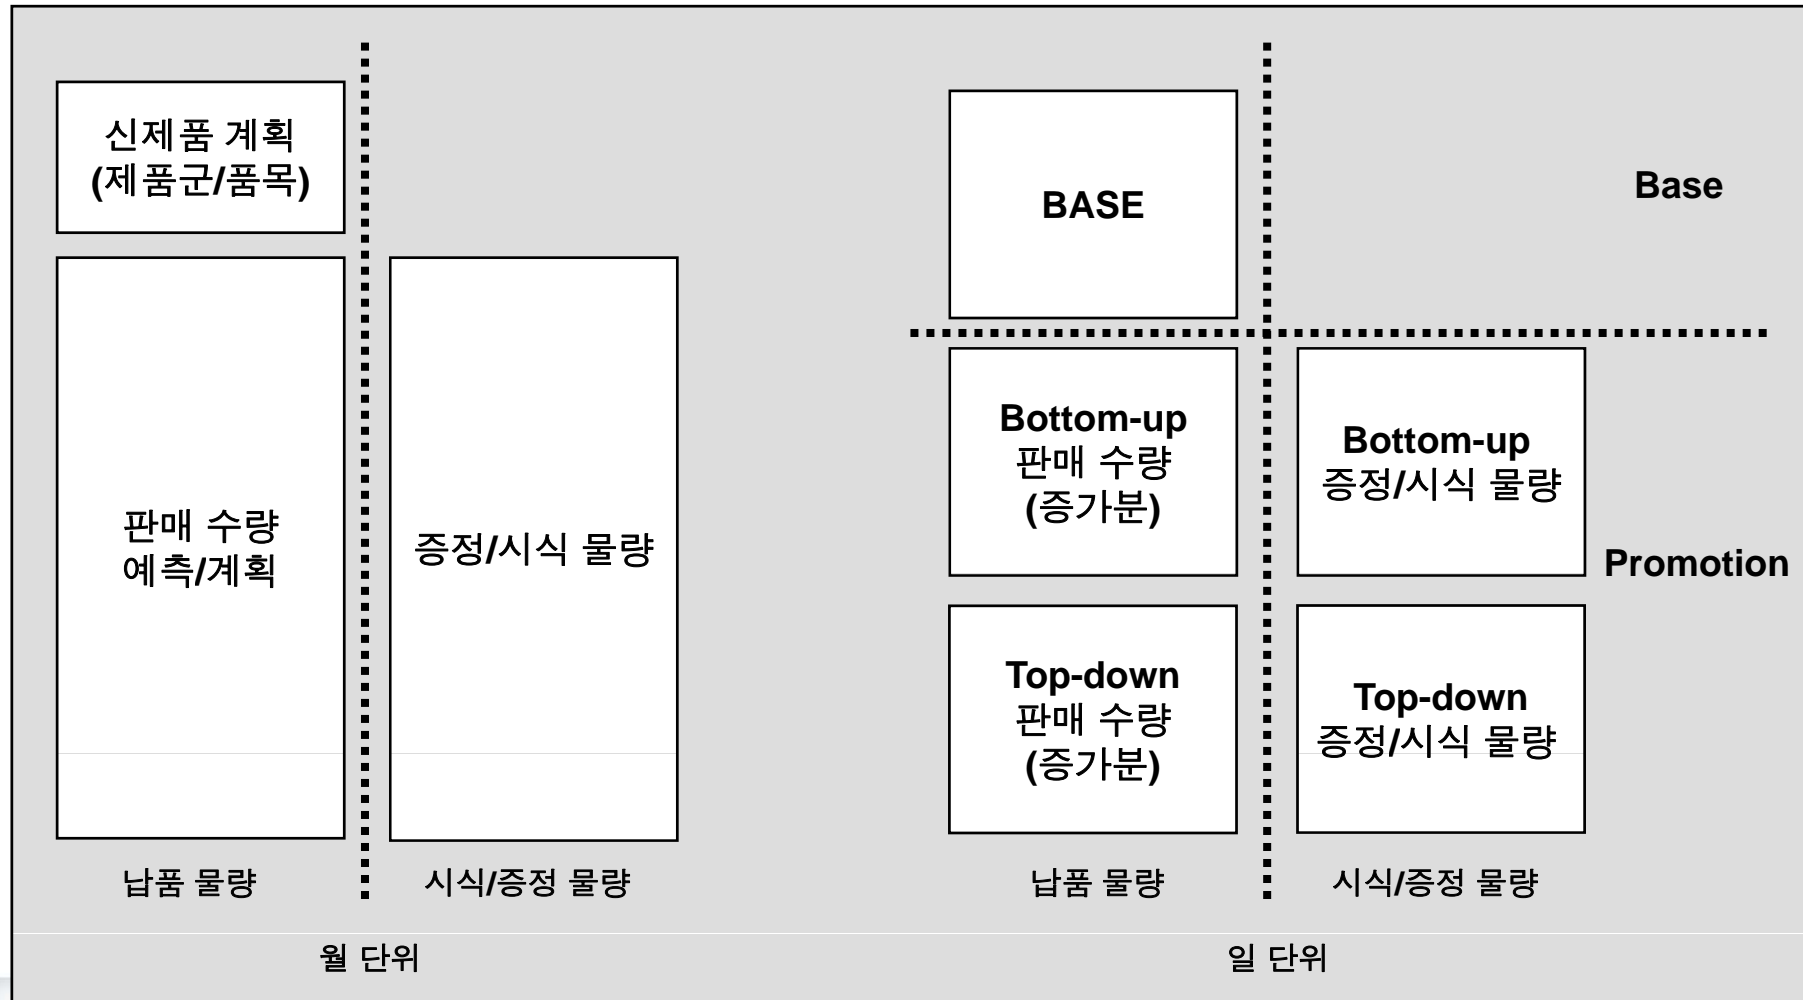 신제품 계획
(제품군/품목)
판매 수량
예측/계획
증정/시식 물량
납품 물량
시식/증정 물량
월 단위
BASE
Base
Bottom-up
판매 수량
(증가분)
Bottom-up
증정/시식 물량
Promotion
Top-down
판매 수량
(증가분)
Top-down
증정/시식 물량
납품 물량
시식/증정 물량
일 단위